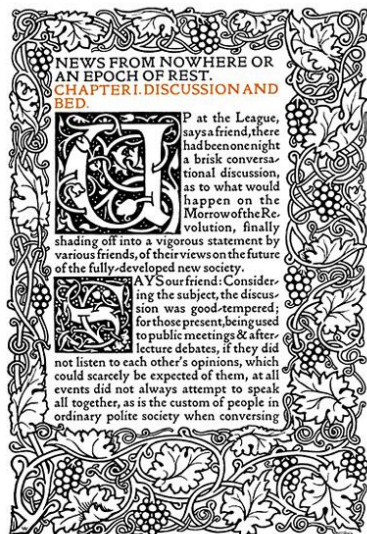 NEWS FROM NOWHERE OR
AN EPOCH OF REST.
CHAPTER I. DISCUSSION AND
BED.
UP at the League,
says a friend, there
had been one night
a brisk conversa-
tional discussion,
as to what would
happen on the
Morrow of the Re-
volution, finally
shading off into a vigorous statement by
various friends, of their views on the future
of the fully-developed new society.
SAYS our friend: Consider-
ing the subject, the discus-
sion was good-tempered;
for those present, being used
to public meetings & after-
lecture debates, if they did
not listen to each other's opinions, which
could scarcely be expected of them, at all
events did not always attempt to speak
all together, as is the custom of people in
ordinary polite society when conversing